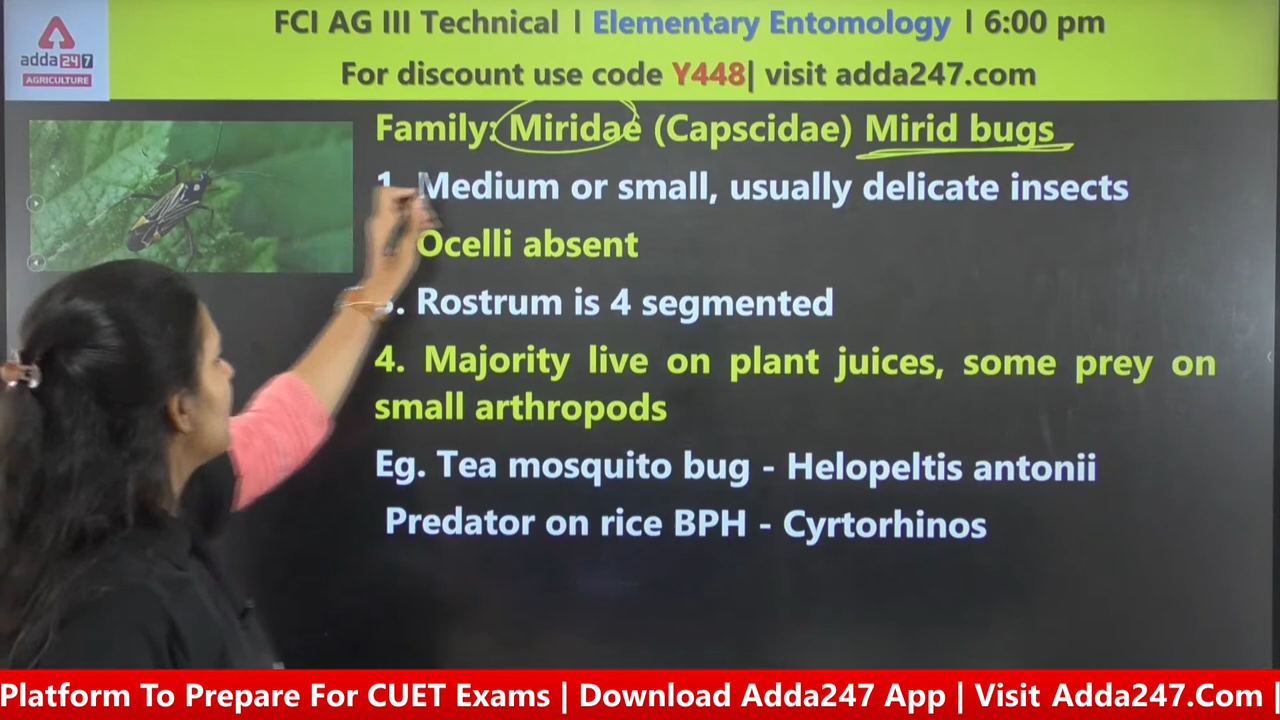 FCI AG III Technical l Elementary Entomology l 6:00 pm
For discount use code Y448| visit adda247.com
adda247
AGRICULTURE
Family: Miridae (Capscidae) Mirid bugs
1. Medium or small, usually delicate insects
Ocelli absent
3. Rostrum is 4 segmented
4. Majority live on plant juices, some prey on
small arthropods
Eg. Tea mosquito bug - Helopeltis antonii
Predator on rice BPH - Cyrtorhinos
Platform To Prepare For CUET Exams | Download Adda247 App | Visit Adda247.Com |